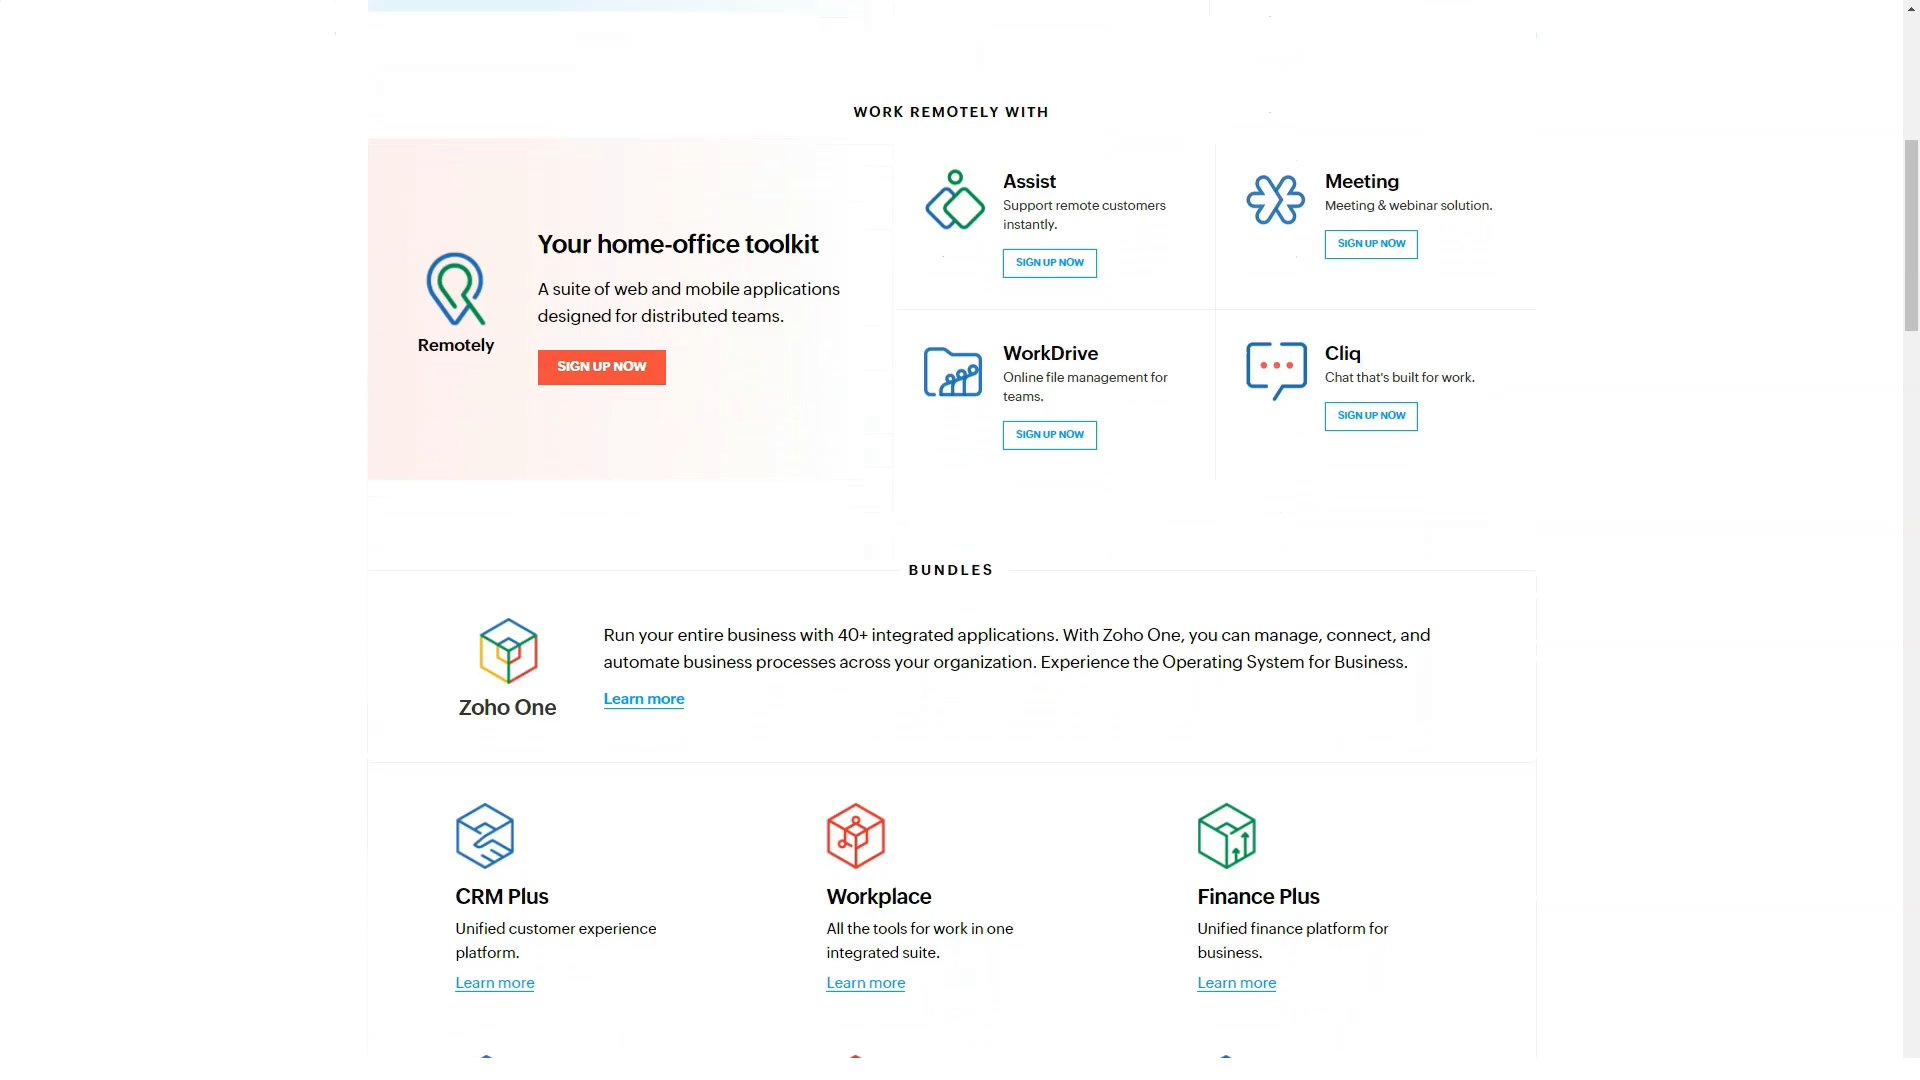 WORK REMOTELY WITH
Remotely
Your home-office toolkit
A suite of web and mobile applications
designed for distributed teams.
SIGN UP NOW
Assist
Support remote customers
instantly.
SIGN UP NOW
Meeting
Meeting & webinar solution.
SIGN UP NOW
WorkDrive
Online file management for
teams.
SIGN UP NOW
Cliq
Chat that's built for work.
SIGN UP NOW
BUNDLES
Zoho One
Run your entire business with 40+ integrated applications. With Zoho One, you can manage, connect, and
automate business processes across your organization. Experience the Operating System for Business.
Learn more
CRM Plus
Unified customer experience
platform.
Learn more
Workplace
All the tools for work in one
integrated suite.
Learn more
Finance Plus
Unified finance platform for
business.
Learn more